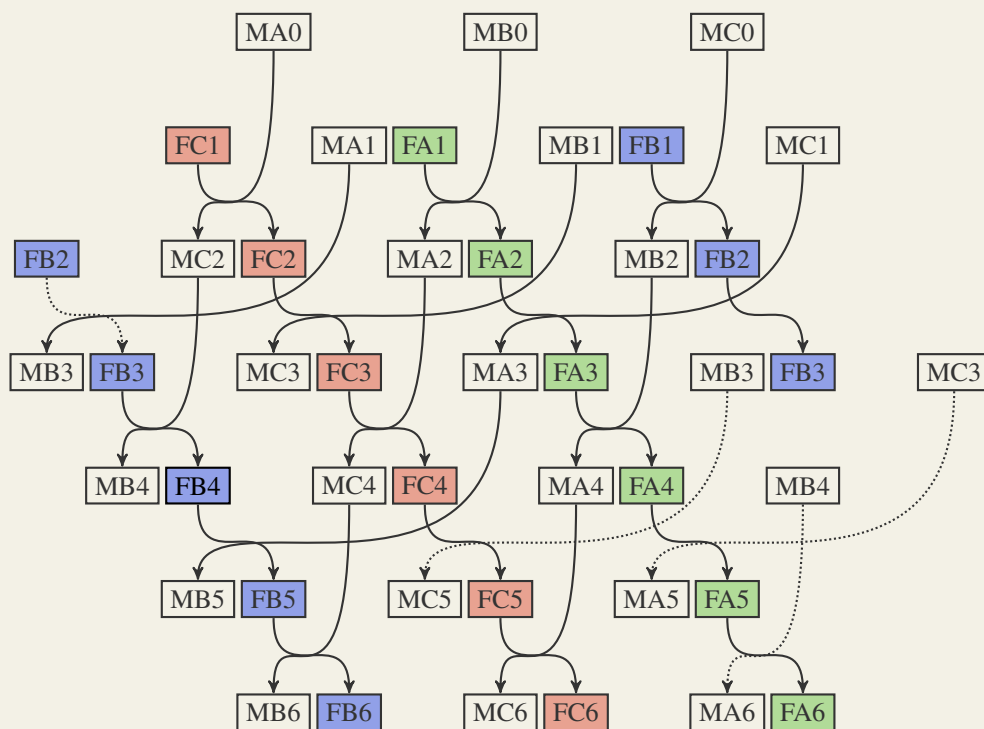 MA0 MB0 MC0
FC1 MA1 FA1 MB1 FB1 MC1
FB2 MC2 FC2 MA2 FA2 MB2 FB2
MB3 FB3 MC3 FC3 MA3 FA3 MB3 FB3 MC3
MB4 FB4 MC4 FC4 MA4 FA4 MB4
MB5 FB5 MC5 FC5 MA5 FA5
MB6 FB6 MC6 FC6 MA6 FA6